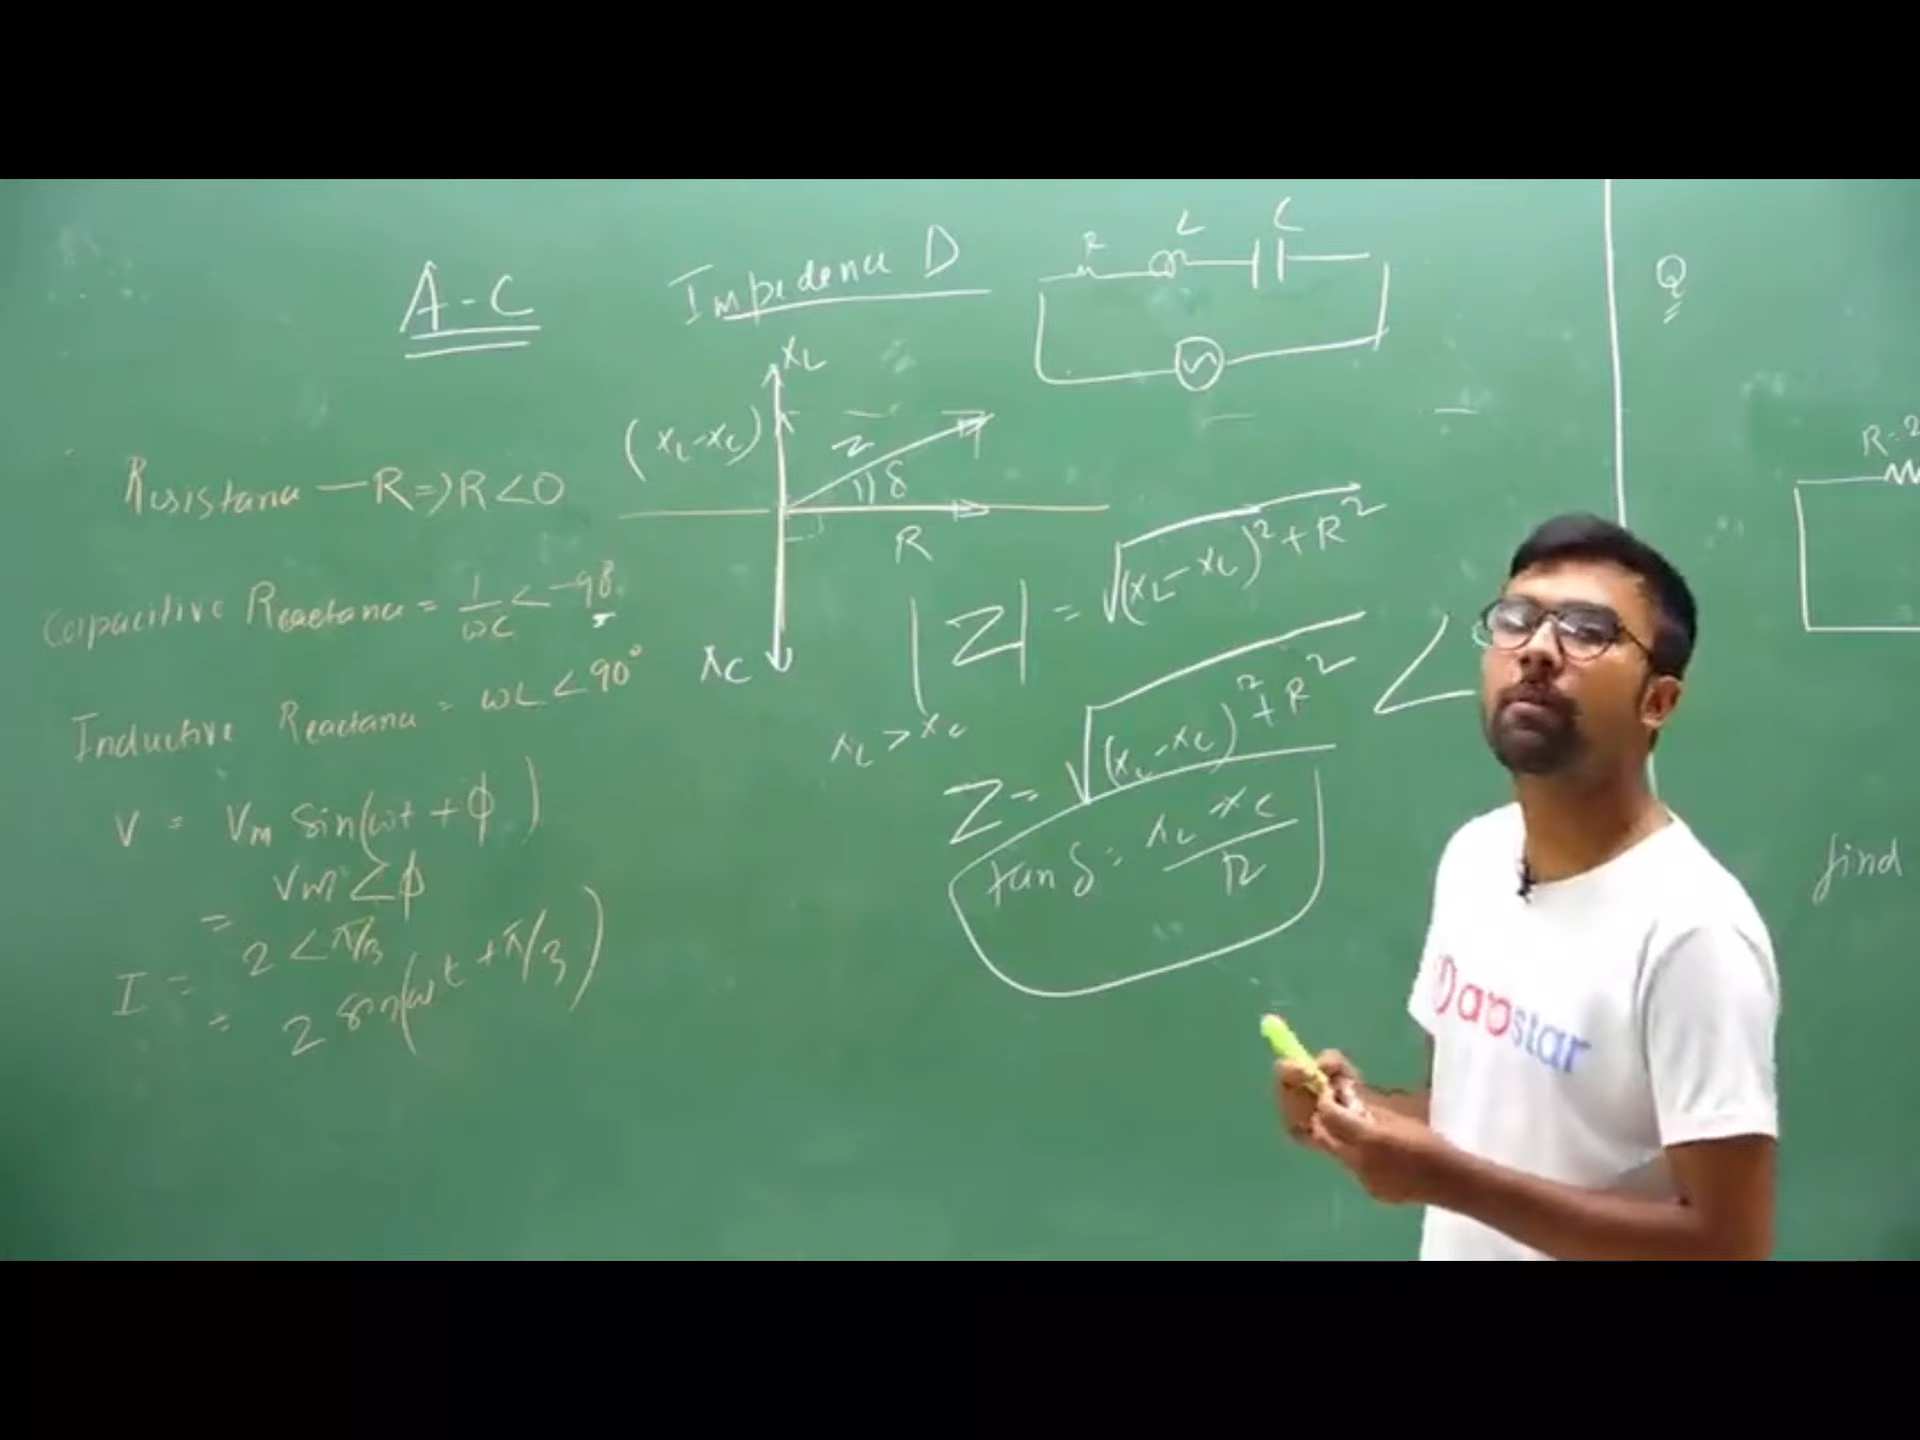 A-C
Impedence D
R L C
Q
XL
(XL-XC)
Z
δ
R
XC
R=2
Resistance — R ⇒ R∠0
Capacitive Reactance = 1/ωC ∠-90°
Inductive Reactance = ωL ∠90°
V = Vm Sin(ωt + ϕ)
= Vm ∠ϕ
I = 2 ∠π/3
= 2 sin(ωt + π/3)
|Z| = √(XL-XC)²+R²
XL > XC
Z = √(XL-XC)²+R² ∠
tan δ = XL-XC/R
find